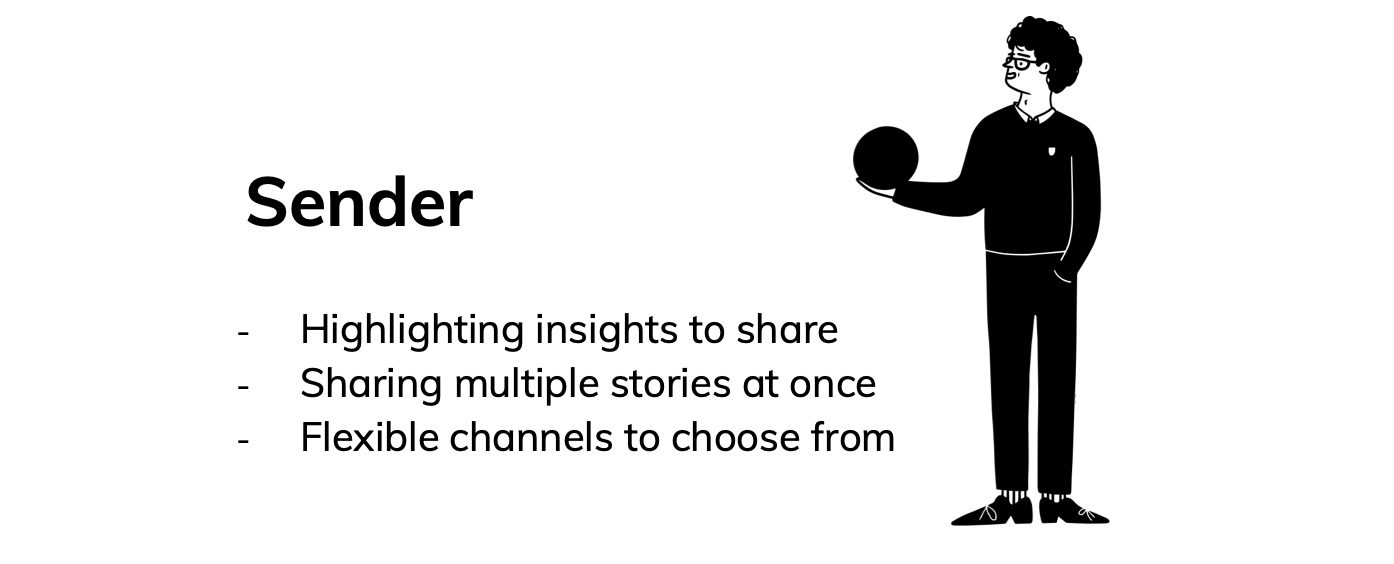 Sender
- Highlighting insights to share
- Sharing multiple stories at once
- Flexible channels to choose from